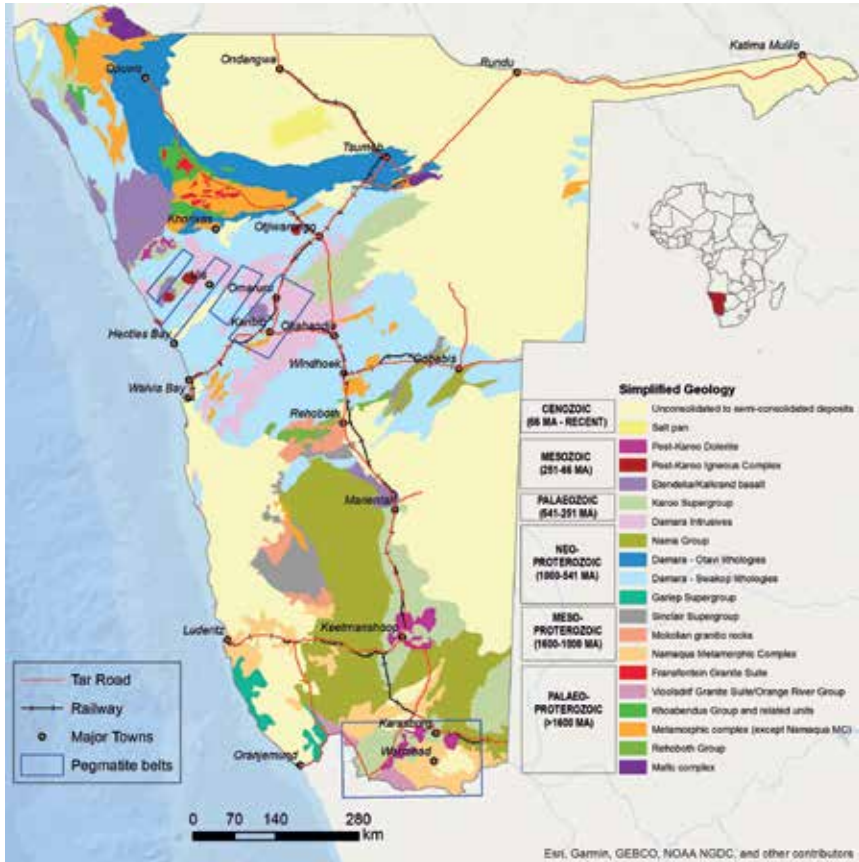 Katima Mulilo
Ondangwa
Rundu
Opuwo
Tsumeb
Khorixas
Otjiwarongo
Uis
Omaruru
Karibib
Okahandja
Henties Bay
Windhoek
Gobabis
Walvis Bay
Rehoboth
Mariental
Luderitz
Keetmanshoop
Karasburg
Warmbad
Oranjemund
Simplified Geology
CENOZOIC
(66 MA - RECENT)
MESOZOIC
(251-66 MA)
PALAEOZOIC
(541-251 MA)
NEO-
PROTEROZOIC
(1000-541 MA)
MESO-
PROTEROZOIC
(1600-1000 MA)
PALAEO-
PROTEROZOIC
(>1600 MA)
Unconsolidated to semi-consolidated deposits
Salt pan
Post-Karoo Dolerite
Post-Karoo Igneous Complex
Etendeka/Kalkrand basalt
Karoo Supergroup
Damara Intrusives
Nama Group
Damara - Otavi lithologies
Damara - Swakop lithologies
Gariep Supergroup
Sinclair Supergroup
Mokolian granitic rocks
Namaqua Metamorphic Complex
Fransfontein Granite Suite
Vioolsdrif Granite Suite/Orange River Group
Khoabendus Group and related units
Metamorphic complex (except Namaqua MC)
Rehoboth Group
Mafic complex
Tar Road
Railway
Major Towns
Pegmatite belts
0 70 140 280
km
Esri, Garmin, GEBCO, NOAA NGDC, and other contributors